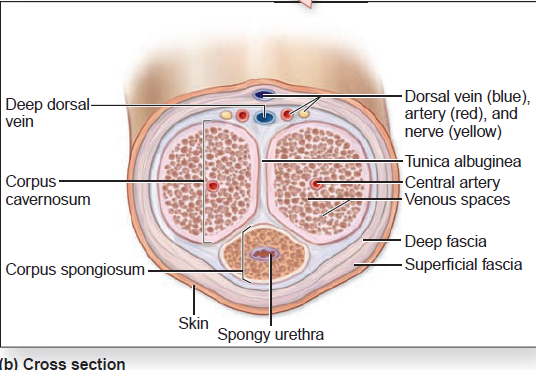 Deep dorsal
vein
Dorsal vein (blue),
artery (red), and
nerve (yellow)
Tunica albuginea
Corpus
cavernosum
Central artery
Venous spaces
Deep fascia
Corpus spongiosum
Superficial fascia
Skin
Spongy urethra
(b) Cross section